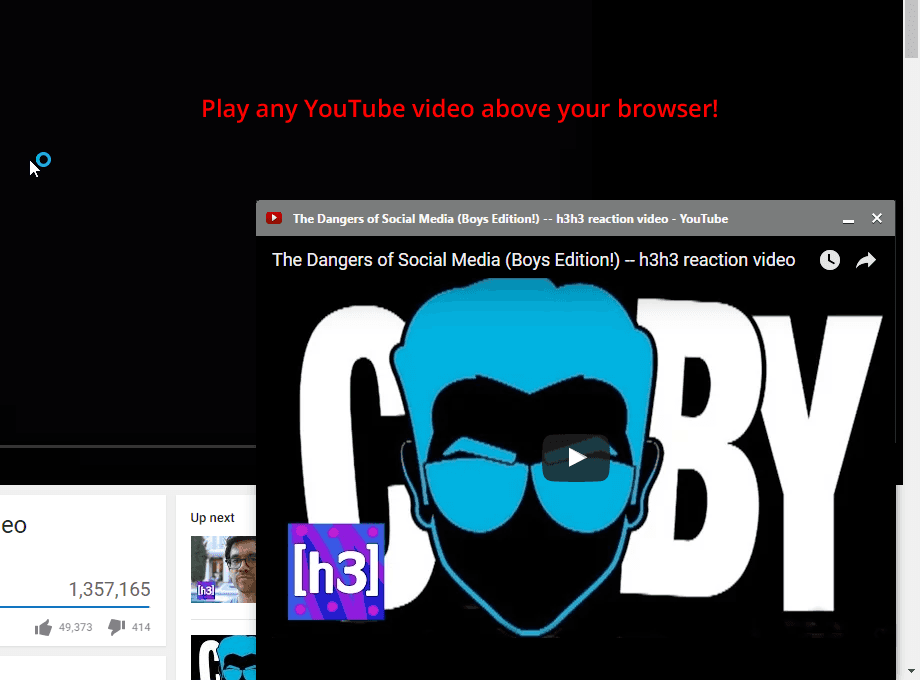 Play any YouTube video above your browser!
The Dangers of Social Media (Boys Edition!) -- h3h3 reaction video - YouTube
The Dangers of Social Media (Boys Edition!) -- h3h3 reaction video
C BY
[h3]
eo
Up next
[h3]
1,357,165
49,373 414
C